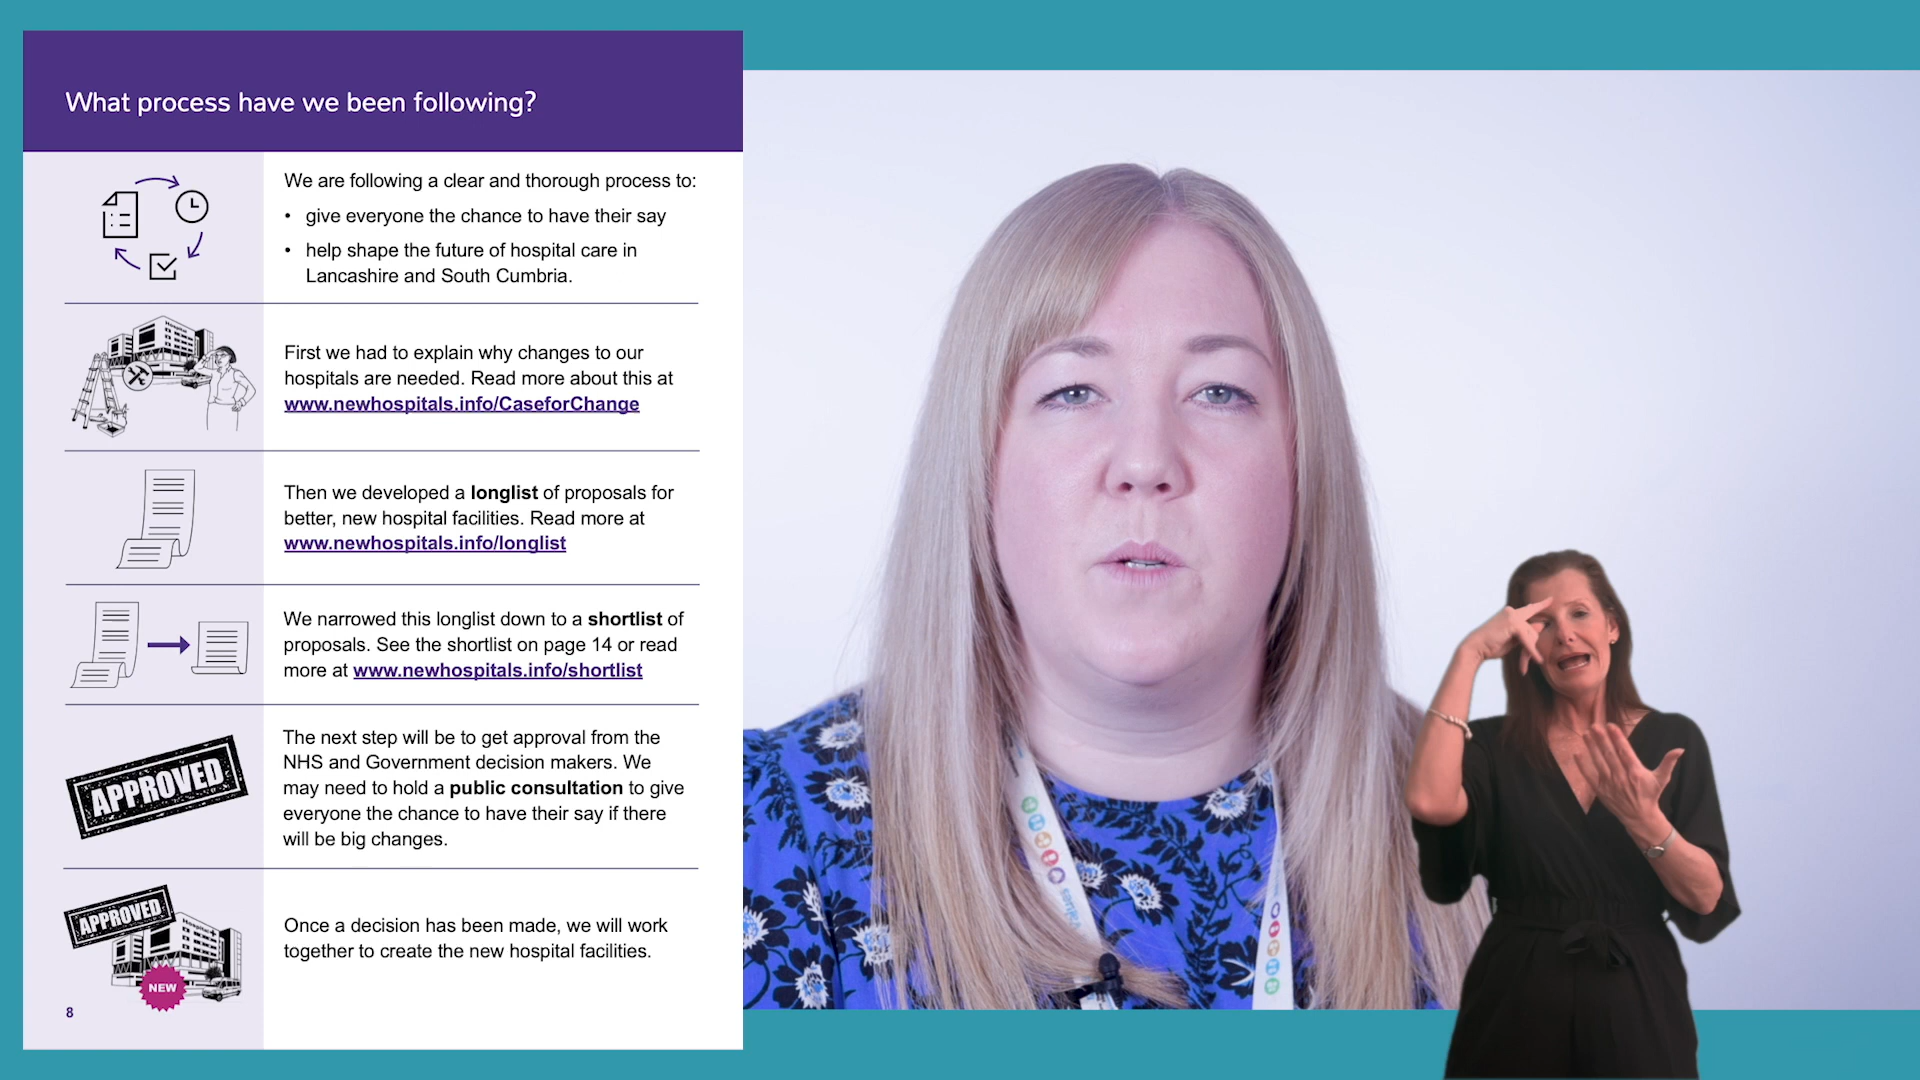 What process have we been following?
We are following a clear and thorough process to:
• give everyone the chance to have their say
• help shape the future of hospital care in
Lancashire and South Cumbria.
Hospital
First we had to explain why changes to our
hospitals are needed. Read more about this at
www.newhospitals.info/CaseforChange
Then we developed a longlist of proposals for
better, new hospital facilities. Read more at
www.newhospitals.info/longlist
We narrowed this longlist down to a shortlist of
proposals. See the shortlist on page 14 or read
more at www.newhospitals.info/shortlist
APPROVED
The next step will be to get approval from the
NHS and Government decision makers. We
may need to hold a public consultation to give
everyone the chance to have their say if there
will be big changes.
APPROVED
Hospital
NEW
Once a decision has been made, we will work
together to create the new hospital facilities.
8